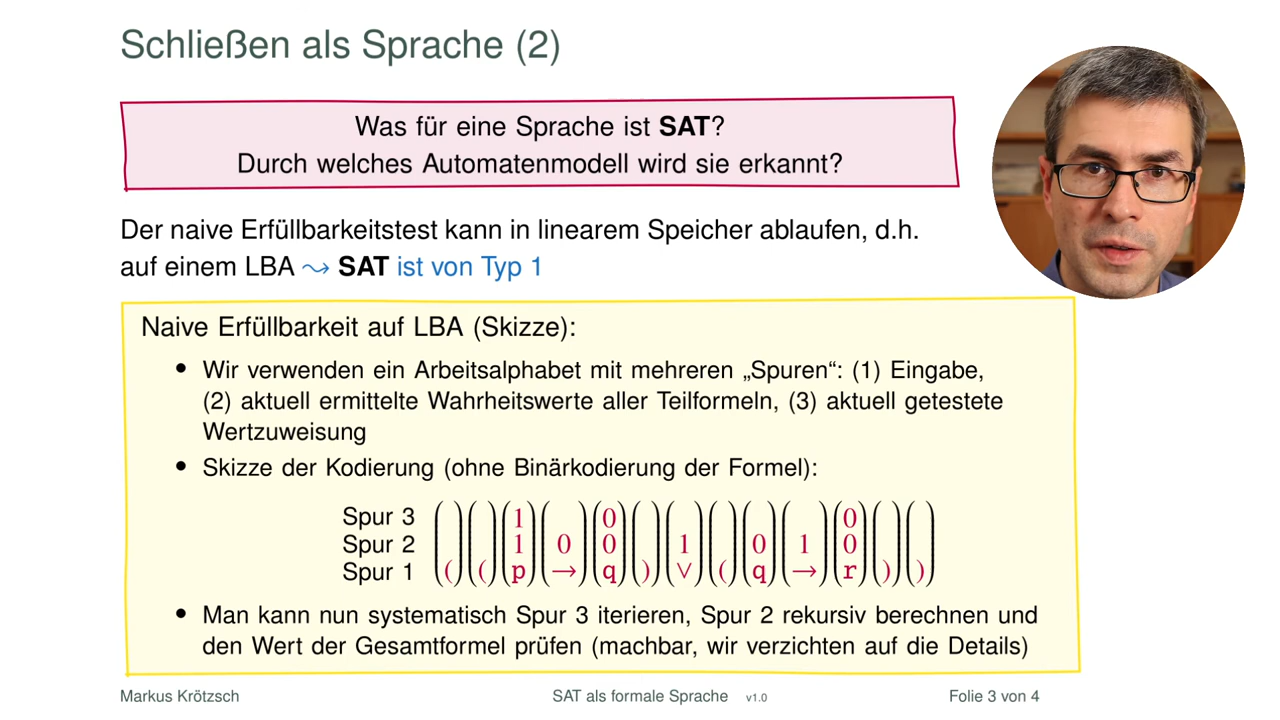 Schließen als Sprache (2)
Was für eine Sprache ist SAT?
Durch welches Automatenmodell wird sie erkannt?
Der naive Erfüllbarkeitstest kann in linearem Speicher ablaufen, d.h.
auf einem LBA ⤳ SAT ist von Typ 1
Naive Erfüllbarkeit auf LBA (Skizze):
• Wir verwenden ein Arbeitsalphabet mit mehreren „Spuren“: (1) Eingabe,
(2) aktuell ermittelte Wahrheitswerte aller Teilformeln, (3) aktuell getestete
Wertzuweisung
• Skizze der Kodierung (ohne Binärkodierung der Formel):
Spur 3 1 0 0
Spur 2 1 0 0 1 0 1 0
Spur 1 ( ( p → q ) ∨ ( q → r ) )
• Man kann nun systematisch Spur 3 iterieren, Spur 2 rekursiv berechnen und
den Wert der Gesamtformel prüfen (machbar, wir verzichten auf die Details)
Markus Krötzsch SAT als formale Sprache v1.0 Folie 3 von 4